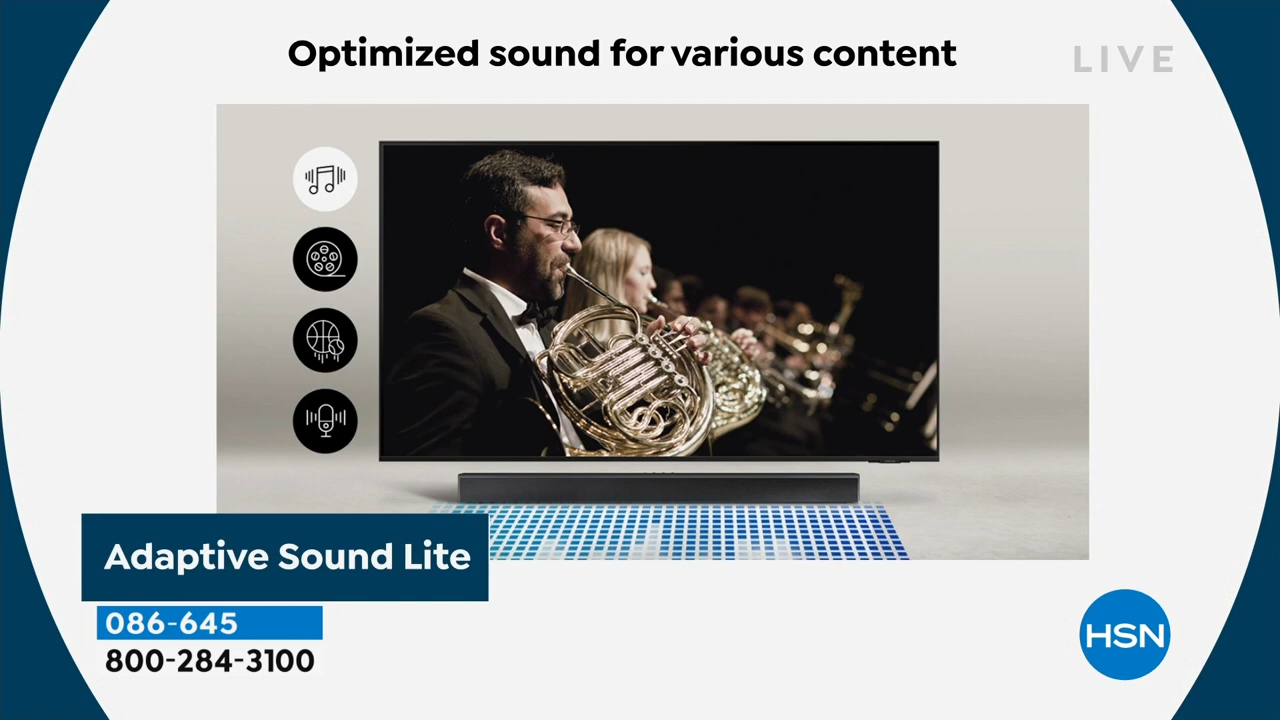 Optimized sound for various content
LIVE
Adaptive Sound Lite
086-645
800-284-3100
HSN